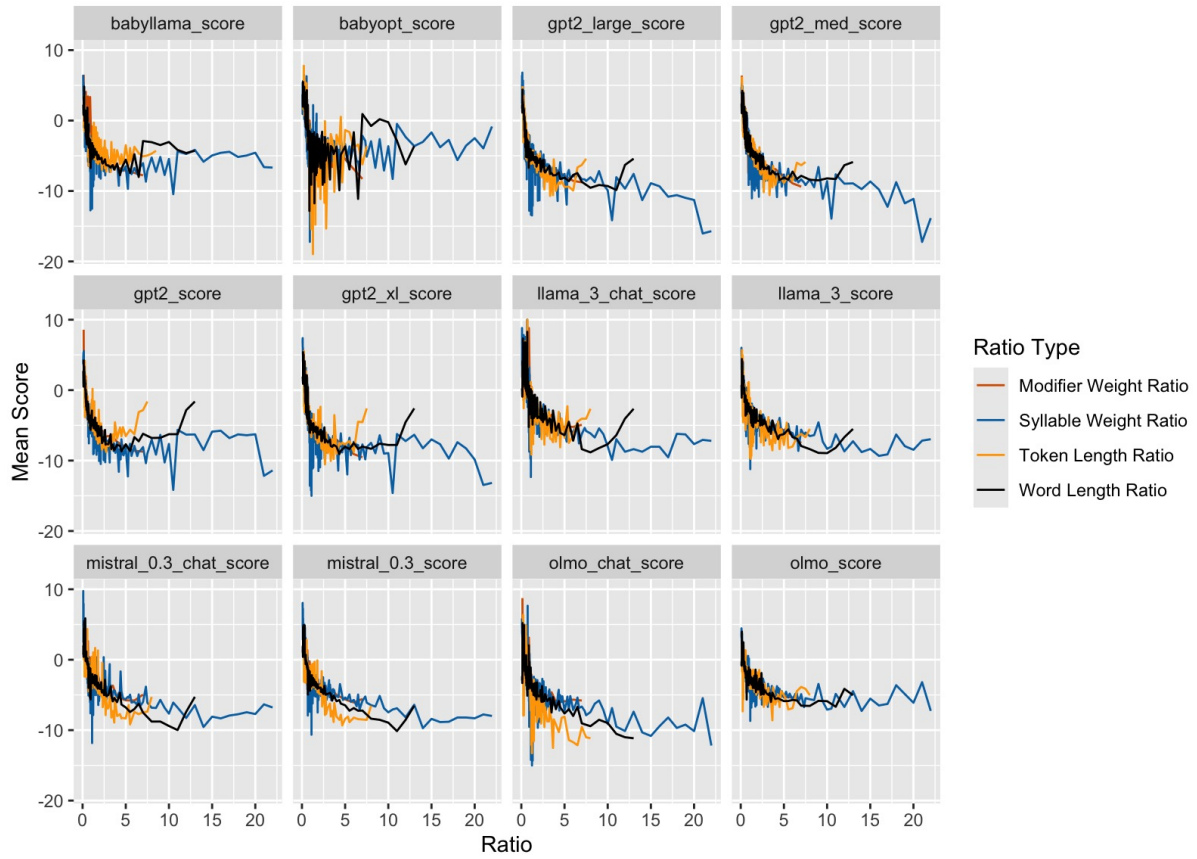 babyllama_score
babyopt_score
gpt2_large_score
gpt2_med_score
10
0
-10
-20
gpt2_score
gpt2_xl_score
llama_3_chat_score
llama_3_score
10
0
-10
-20
mistral_0.3_chat_score
mistral_0.3_score
olmo_chat_score
olmo_score
10
0
-10
-20
0 5 10 15 20
0 5 10 15 20
0 5 10 15 20
0 5 10 15 20
Mean Score
Ratio
Ratio Type
Modifier Weight Ratio
Syllable Weight Ratio
Token Length Ratio
Word Length Ratio